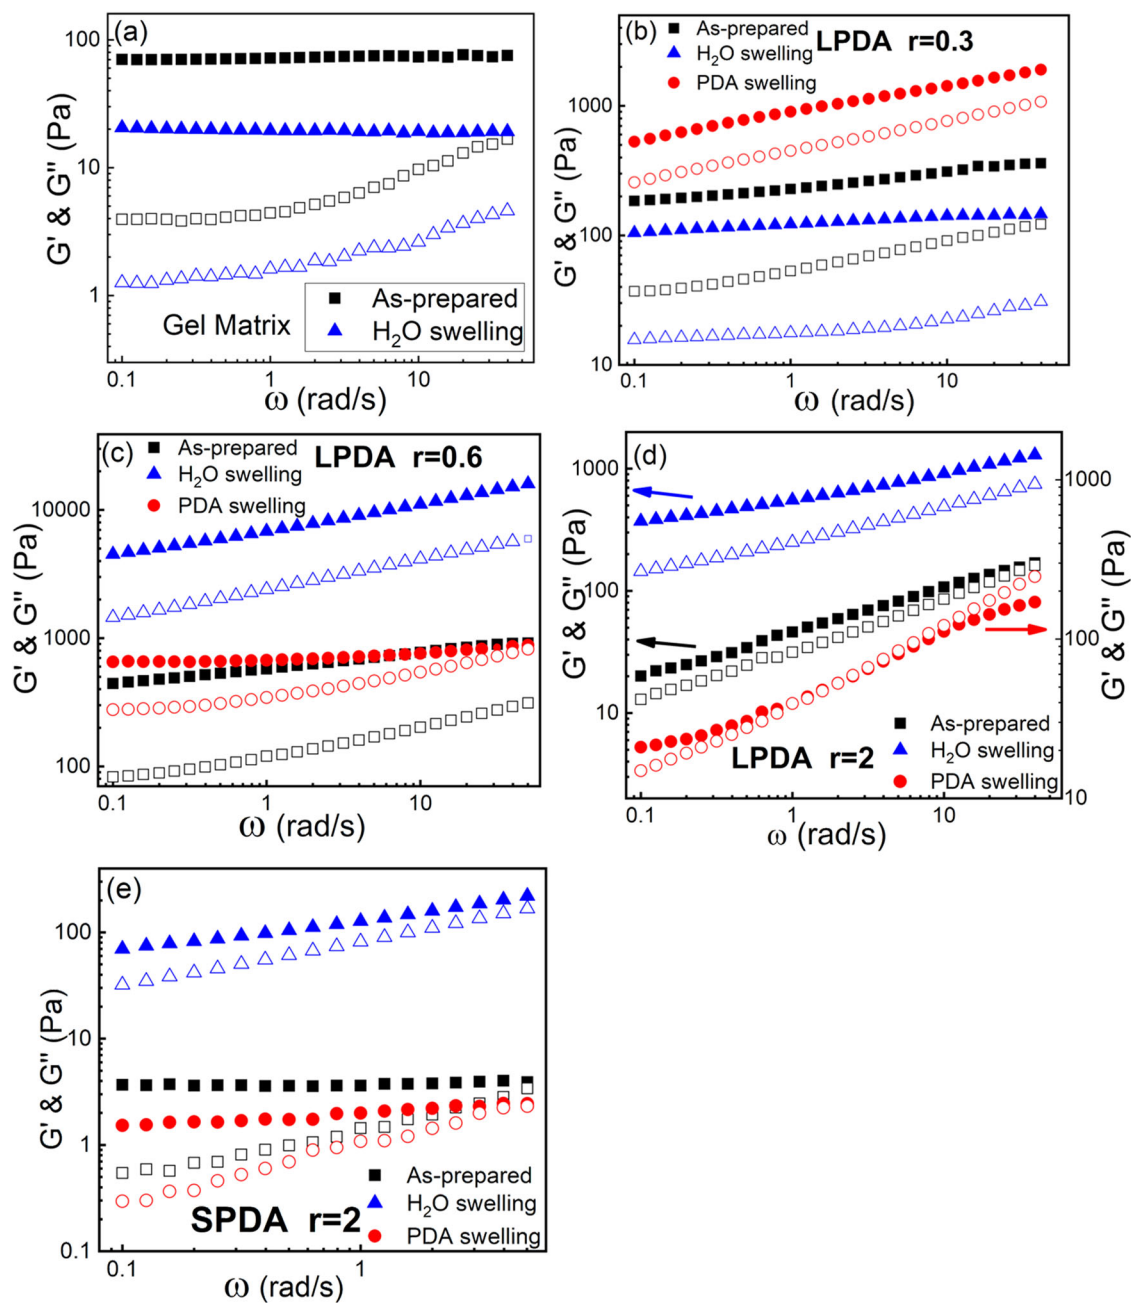 (a)
100
10
1
G' & G" (Pa)
As-prepared
H₂O swelling
Gel Matrix
0.1
1
10
ω (rad/s)
(b)
As-prepared
LPDA r=0.3
H₂O swelling
PDA swelling
1000
100
10
G' & G" (Pa)
0.1
1
10
ω (rad/s)
(c)
As-prepared
LPDA r=0.6
H₂O swelling
PDA swelling
10000
1000
100
G' & G" (Pa)
0.1
1
10
ω (rad/s)
(d)
1000
100
10
G' & G" (Pa)
1000
100
10
G' & G" (Pa)
As-prepared
LPDA r=2
H₂O swelling
PDA swelling
0.1
1
10
ω (rad/s)
(e)
100
10
1
0.1
G' & G" (Pa)
As-prepared
H₂O swelling
SPDA r=2
PDA swelling
0.1
1
ω (rad/s)